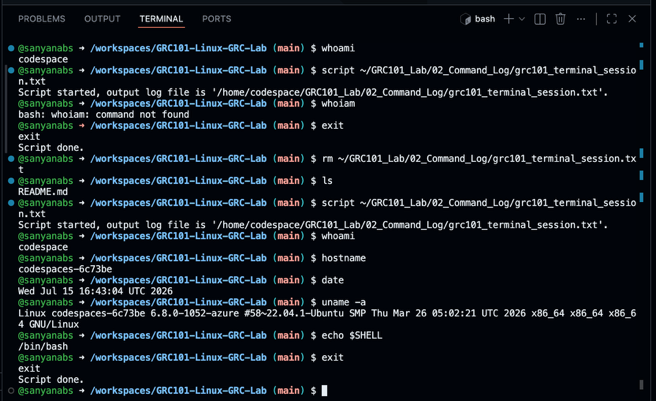 PROBLEMS OUTPUT TERMINAL PORTS bash
@sanyanabs → /workspaces/GRC101-Linux-GRC-Lab (main) $ whoami
codespace
@sanyanabs → /workspaces/GRC101-Linux-GRC-Lab (main) $ script ~/GRC101_Lab/02_Command_Log/grc101_terminal_sessio
n.txt
Script started, output log file is '/home/codespace/GRC101_Lab/02_Command_Log/grc101_terminal_session.txt'.
@sanyanabs → /workspaces/GRC101-Linux-GRC-Lab (main) $ whoiam
bash: whoiam: command not found
@sanyanabs → /workspaces/GRC101-Linux-GRC-Lab (main) $ exit
exit
Script done.
@sanyanabs → /workspaces/GRC101-Linux-GRC-Lab (main) $ rm ~/GRC101_Lab/02_Command_Log/grc101_terminal_session.tx
t
@sanyanabs → /workspaces/GRC101-Linux-GRC-Lab (main) $ ls
README.md
@sanyanabs → /workspaces/GRC101-Linux-GRC-Lab (main) $ script ~/GRC101_Lab/02_Command_Log/grc101_terminal_sessio
n.txt
Script started, output log file is '/home/codespace/GRC101_Lab/02_Command_Log/grc101_terminal_session.txt'.
@sanyanabs → /workspaces/GRC101-Linux-GRC-Lab (main) $ whoami
codespace
@sanyanabs → /workspaces/GRC101-Linux-GRC-Lab (main) $ hostname
codespaces-6c73be
@sanyanabs → /workspaces/GRC101-Linux-GRC-Lab (main) $ date
Wed Jul 15 16:43:04 UTC 2026
@sanyanabs → /workspaces/GRC101-Linux-GRC-Lab (main) $ uname -a
Linux codespaces-6c73be 6.8.0-1052-azure #58~22.04.1-Ubuntu SMP Thu Mar 26 05:02:21 UTC 2026 x86_64 x86_64 x86_6
4 GNU/Linux
@sanyanabs → /workspaces/GRC101-Linux-GRC-Lab (main) $ echo $SHELL
/bin/bash
@sanyanabs → /workspaces/GRC101-Linux-GRC-Lab (main) $ exit
exit
Script done.
@sanyanabs → /workspaces/GRC101-Linux-GRC-Lab (main) $